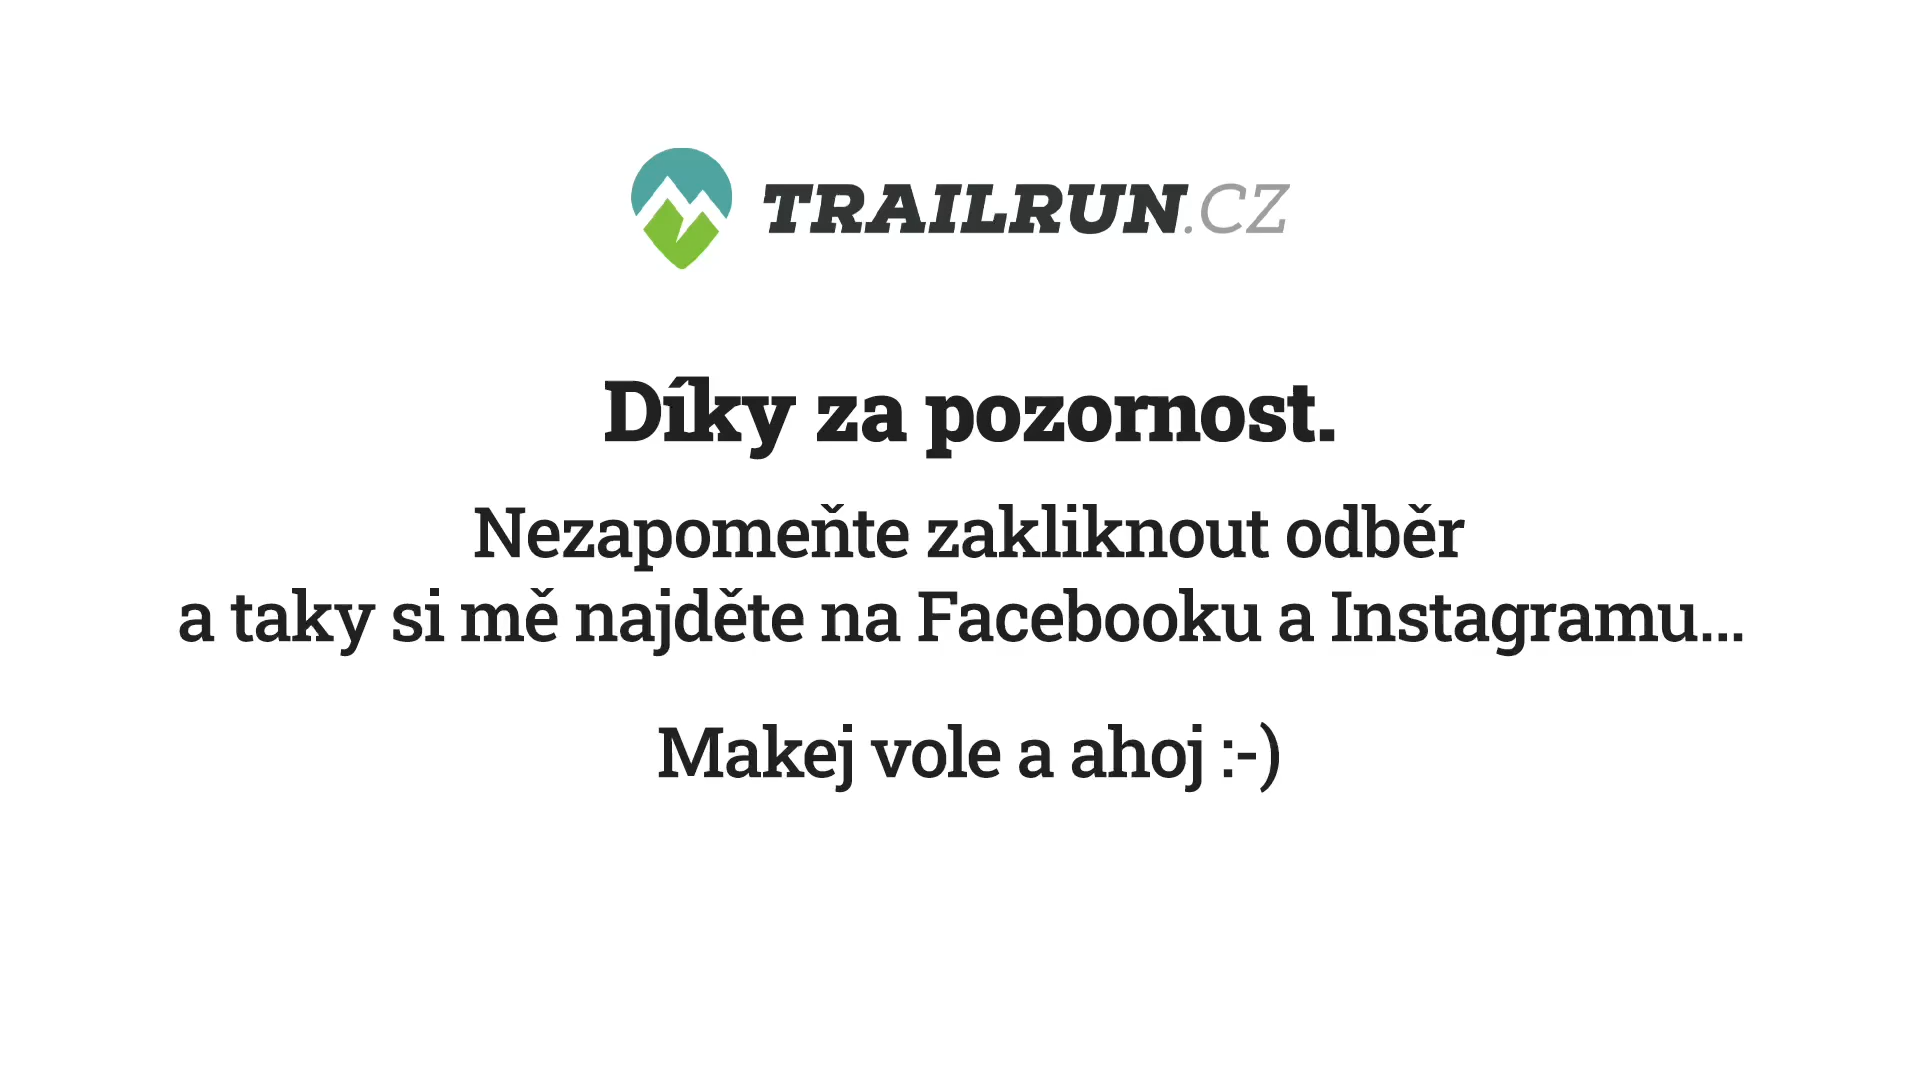 TRAILRUN.CZ
Díky za pozornost.
Nezapomeňte zakliknout odběr
a taky si mě najděte na Facebooku a Instagramu...
Makej vole a ahoj :-)